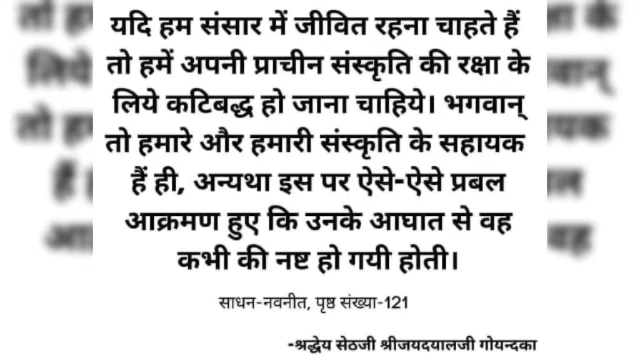 यदि हम संसार में जीवित रहना चाहते हैं
तो हमें अपनी प्राचीन संस्कृति की रक्षा के
लिये कटिबद्ध हो जाना चाहिये। भगवान्
तो हमारे और हमारी संस्कृति के सहायक
हैं ही, अन्यथा इस पर ऐसे-ऐसे प्रबल
आक्रमण हुए कि उनके आघात से वह
कभी की नष्ट हो गयी होती।
साधन-नवनीत, पृष्ठ संख्या-121
-श्रद्धेय सेठजी श्रीजयदयालजी गोयन्दका